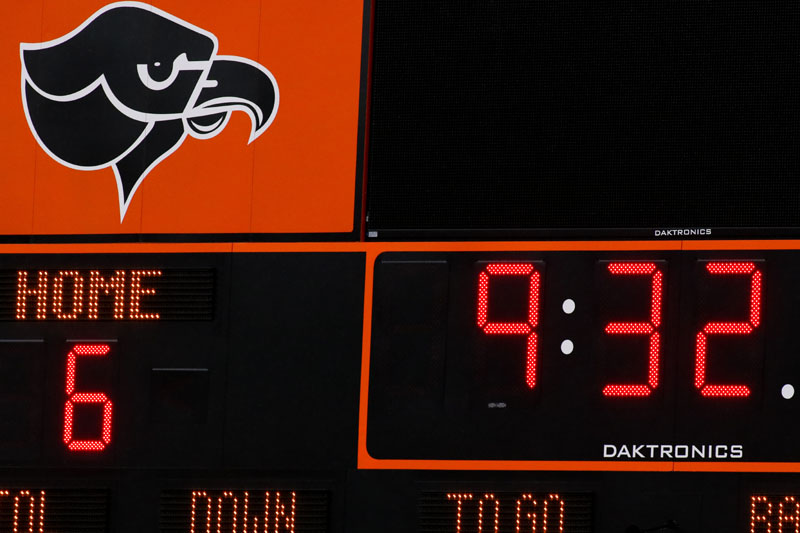 DAKTRONICS
HOME
6
9:32
DAKTRONICS
DOWN
TO GO